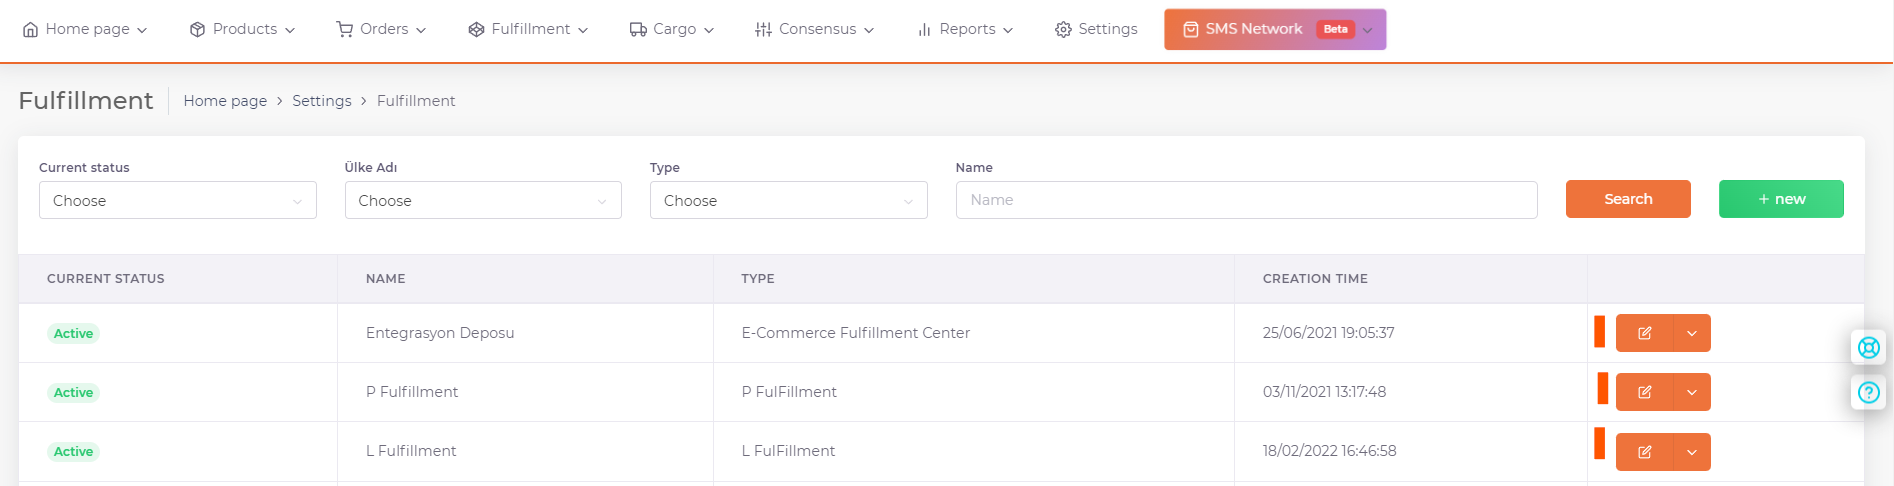 Home page Products Orders Fulfillment Cargo Consensus Reports Settings SMS Network Beta
Fulfillment Home page > Settings > Fulfillment
Current status Ülke Adı Type Name
Choose Choose Choose Name Search + new
CURRENT STATUS NAME TYPE CREATION TIME
Active Entegrasyon Deposu E-Commerce Fulfillment Center 25/06/2021 19:05:37
Active P Fulfillment P FulFillment 03/11/2021 13:17:48
Active L Fulfillment L FulFillment 18/02/2022 16:46:58